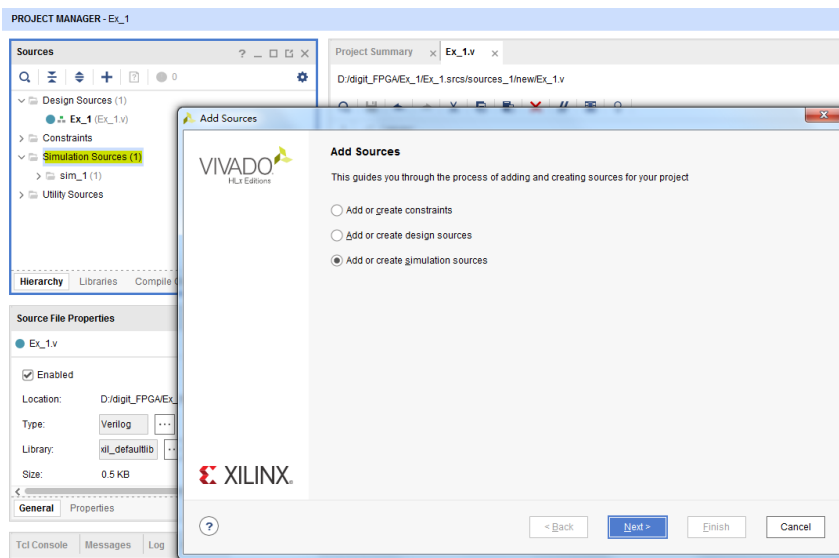 PROJECT MANAGER - Ex_1
Sources
Project Summary
Ex_1.v
0
D:/digit_FPGA/Ex_1/Ex_1.srcs/sources_1/new/Ex_1.v
Design Sources (1)
Ex_1 (Ex_1.v)
Constraints
Simulation Sources (1)
sim_1 (1)
Utility Sources
Hierarchy
Libraries
Compile
Source File Properties
Ex_1.v
Enabled
Location: D:/digit_FPGA/Ex_
Type: Verilog
Library: xil_defaultlib
Size: 0.5 KB
General
Properties
Tcl Console
Messages
Log
Add Sources
VIVADO
HLx Editions
Add Sources
This guides you through the process of adding and creating sources for your project
Add or create constraints
Add or create design sources
Add or create simulation sources
XILINX
?
< Back
Next >
Finish
Cancel